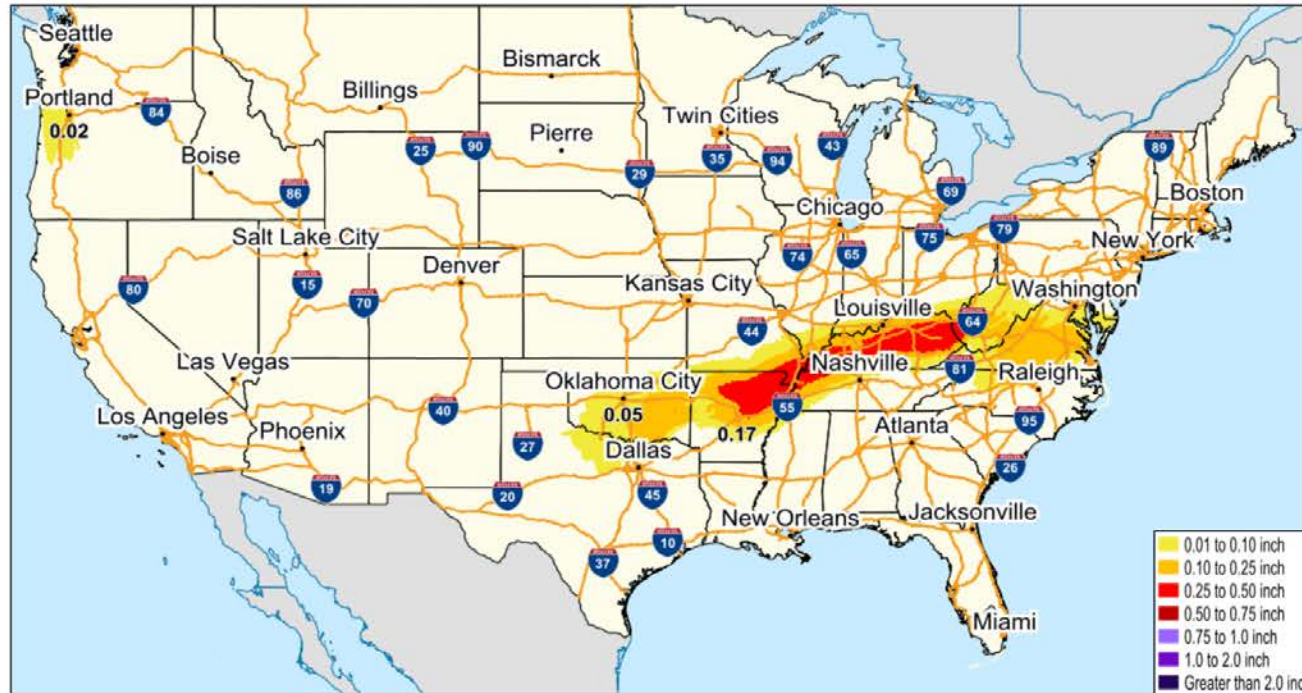 Seattle
Portland
0.02
84
Boise
86
Billings
Bismarck
Pierre
25
90
29
Twin Cities
35
94
43
69
89
Boston
Chicago
79
New York
75
74
65
Salt Lake City
80
15
Denver
70
Kansas City
44
Louisville
64
Washington
Las Vegas
Los Angeles
Phoenix
19
40
Oklahoma City
0.05
27
20
Dallas
45
0.17
55
Nashville
81
Raleigh
95
Atlanta
26
New Orleans
Jacksonville
10
37
Miami
0.01 to 0.10 inch
0.10 to 0.25 inch
0.25 to 0.50 inch
0.50 to 0.75 inch
0.75 to 1.0 inch
1.0 to 2.0 inch
Greater than 2.0 inc